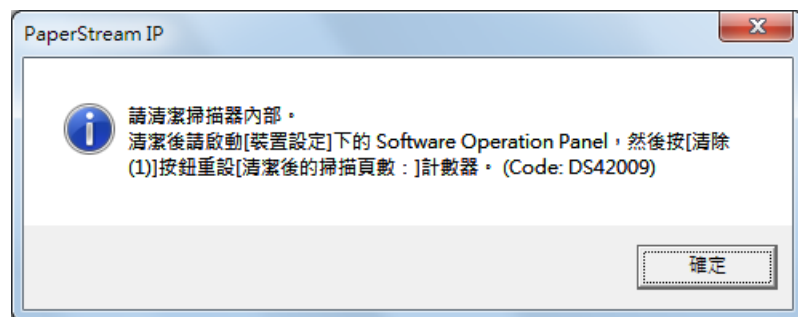 PaperStream IP
請清潔掃描器內部。
清潔後請啟動[裝置設定]下的 Software Operation Panel，然後按[清除
(1)]按鈕重設[清潔後的掃描頁數：]計數器。 (Code: DS42009)
確定